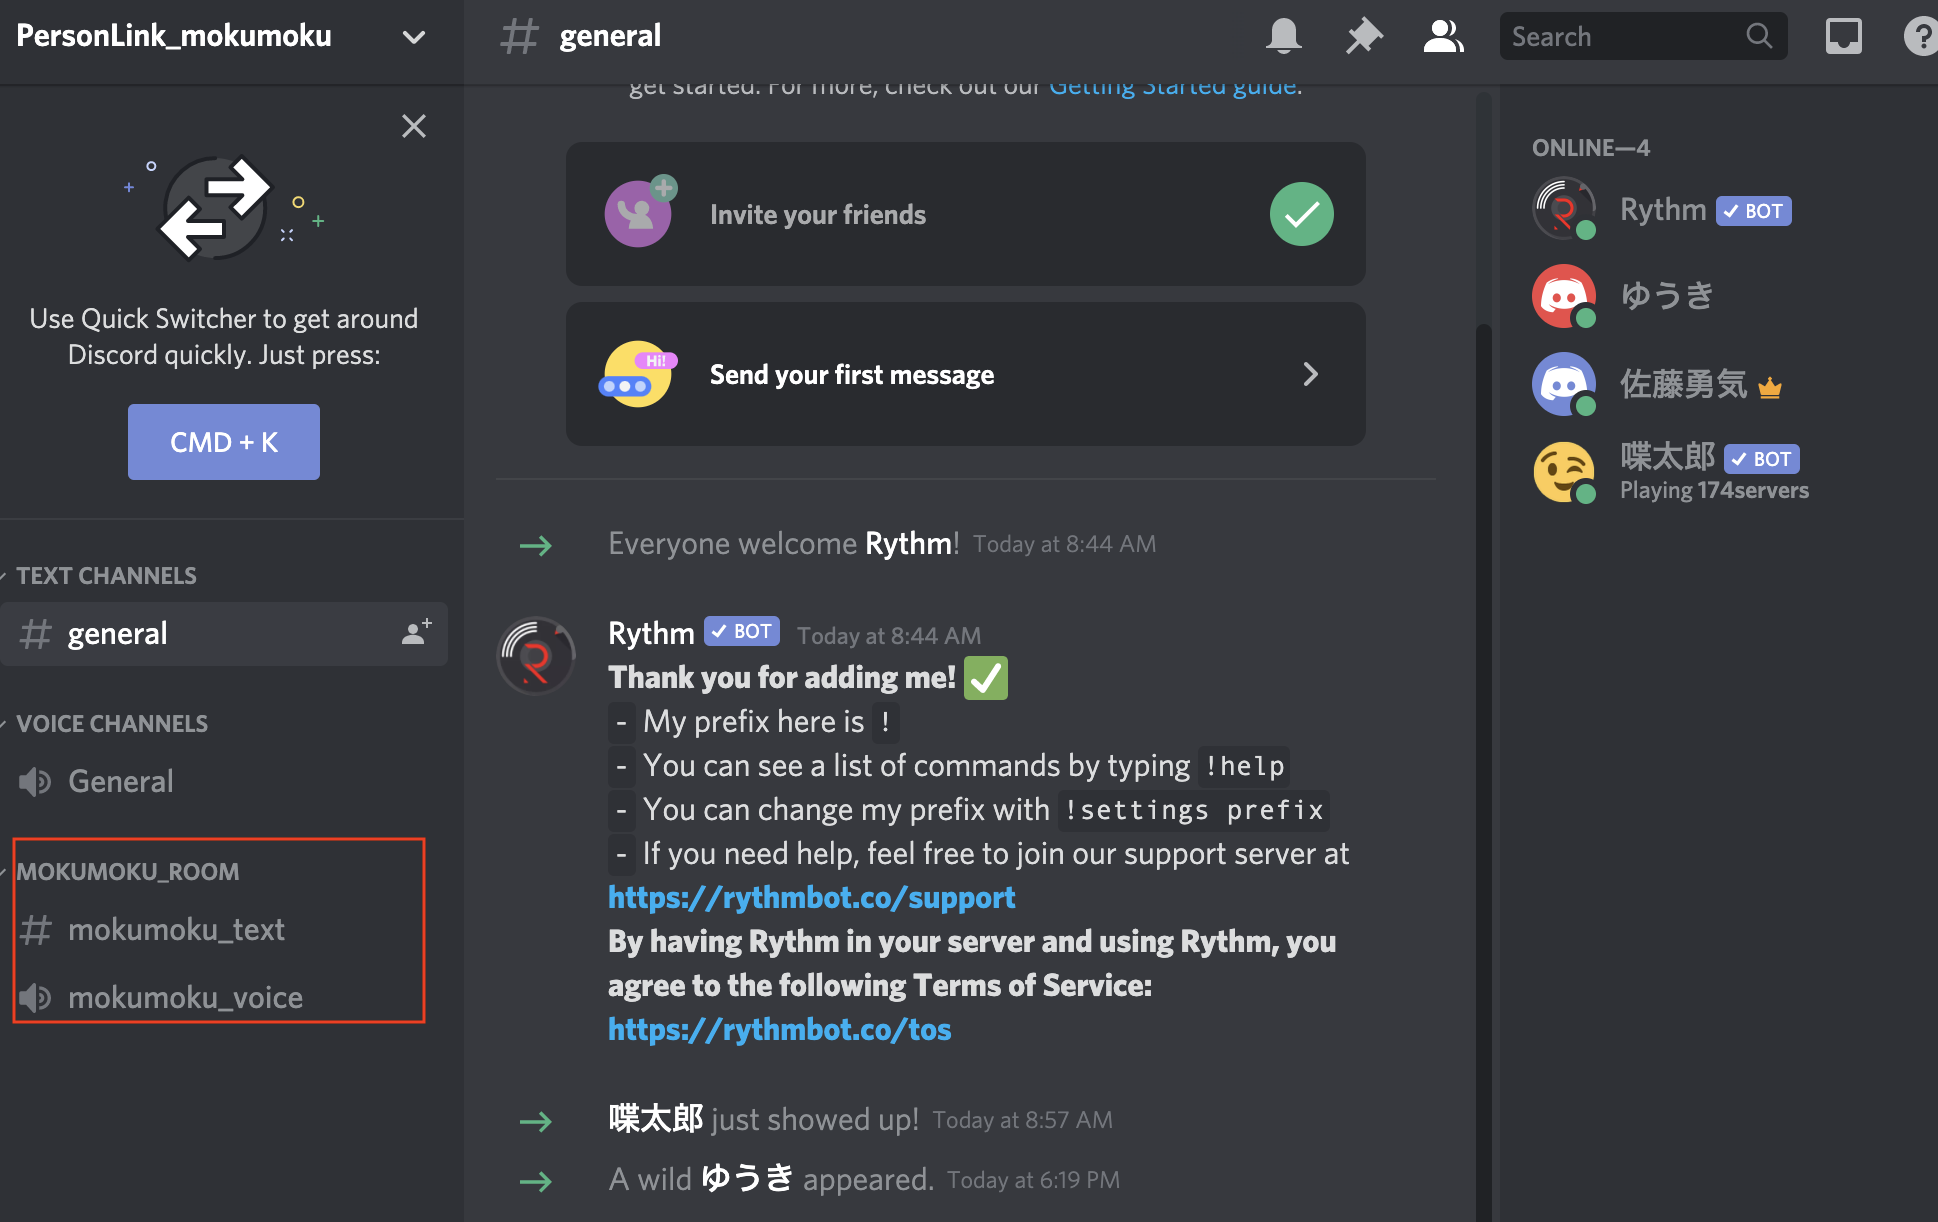 PersonLink_mokumoku
general
Search
Use Quick Switcher to get around
Discord quickly. Just press:
CMD + K
TEXT CHANNELS
general
VOICE CHANNELS
General
MOKUMOKU_ROOM
mokumoku_text
mokumoku_voice
get started. For more, check out our Getting Started guide.
Invite your friends
Hi!
Send your first message
Everyone welcome Rythm! Today at 8:44 AM
Rythm BOT Today at 8:44 AM
Thank you for adding me!
- My prefix here is !
- You can see a list of commands by typing !help
- You can change my prefix with !settings prefix
- If you need help, feel free to join our support server at
https://rythmbot.co/support
By having Rythm in your server and using Rythm, you
agree to the following Terms of Service:
https://rythmbot.co/tos
喋太郎 just showed up! Today at 8:57 AM
A wild ゆうき appeared. Today at 6:19 PM
ONLINE—4
Rythm BOT
ゆうき
佐藤勇気
喋太郎 BOT
Playing 174servers